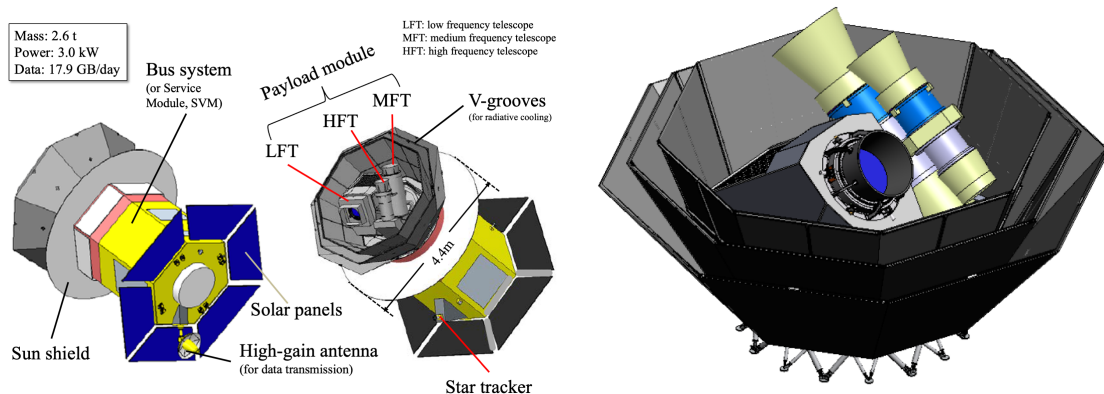 Mass: 2.6 t
Power: 3.0 kW
Data: 17.9 GB/day
LFT: low frequency telescope
MFT: medium frequency telescope
HFT: high frequency telescope
Bus system
(or Service
Module, SVM)
Payload module
MFT
HFT
LFT
V-grooves
(for radiative cooling)
4.4m
Solar panels
Sun shield
High-gain antenna
(for data transmission)
Star tracker